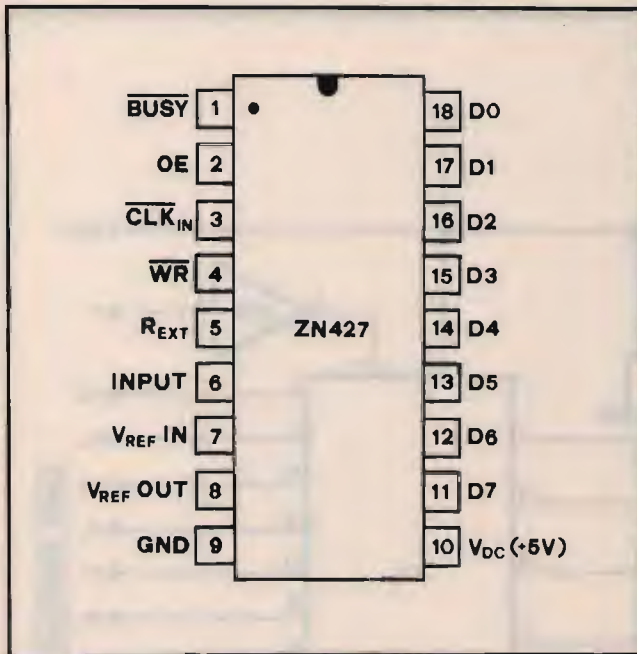 BUSY 1
OE 2
CLK IN 3
WR 4
REXT 5
INPUT 6
VREF IN 7
VREF OUT 8
GND 9
ZN427
18 D0
17 D1
16 D2
15 D3
14 D4
13 D5
12 D6
11 D7
10 VDC (+5V)